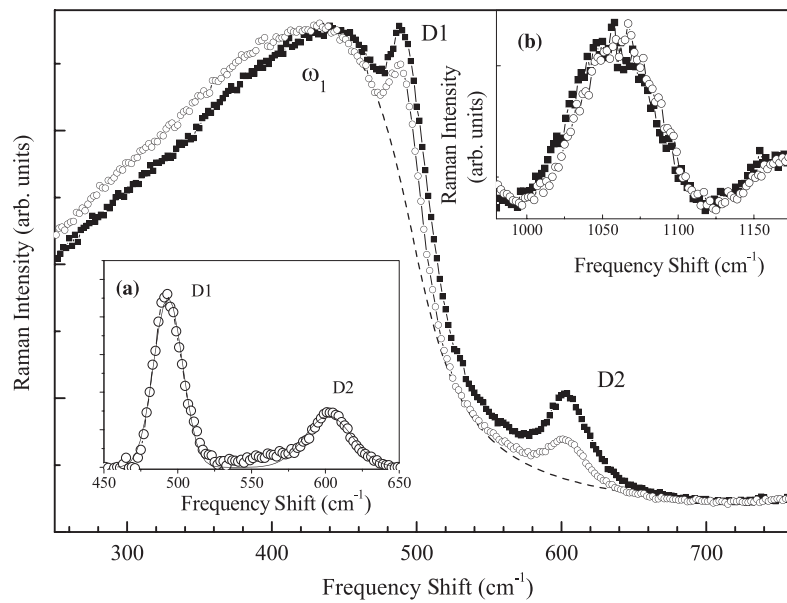 D1
ω1
D2
Raman Intensity (arb. units)
300 400 500 600 700
Frequency Shift (cm-1)
(a)
D1
D2
450 500 550 600 650
Frequency Shift (cm-1)
(b)
Raman Intensity
(arb. units)
1000 1050 1100 1150
Frequency Shift (cm-1)